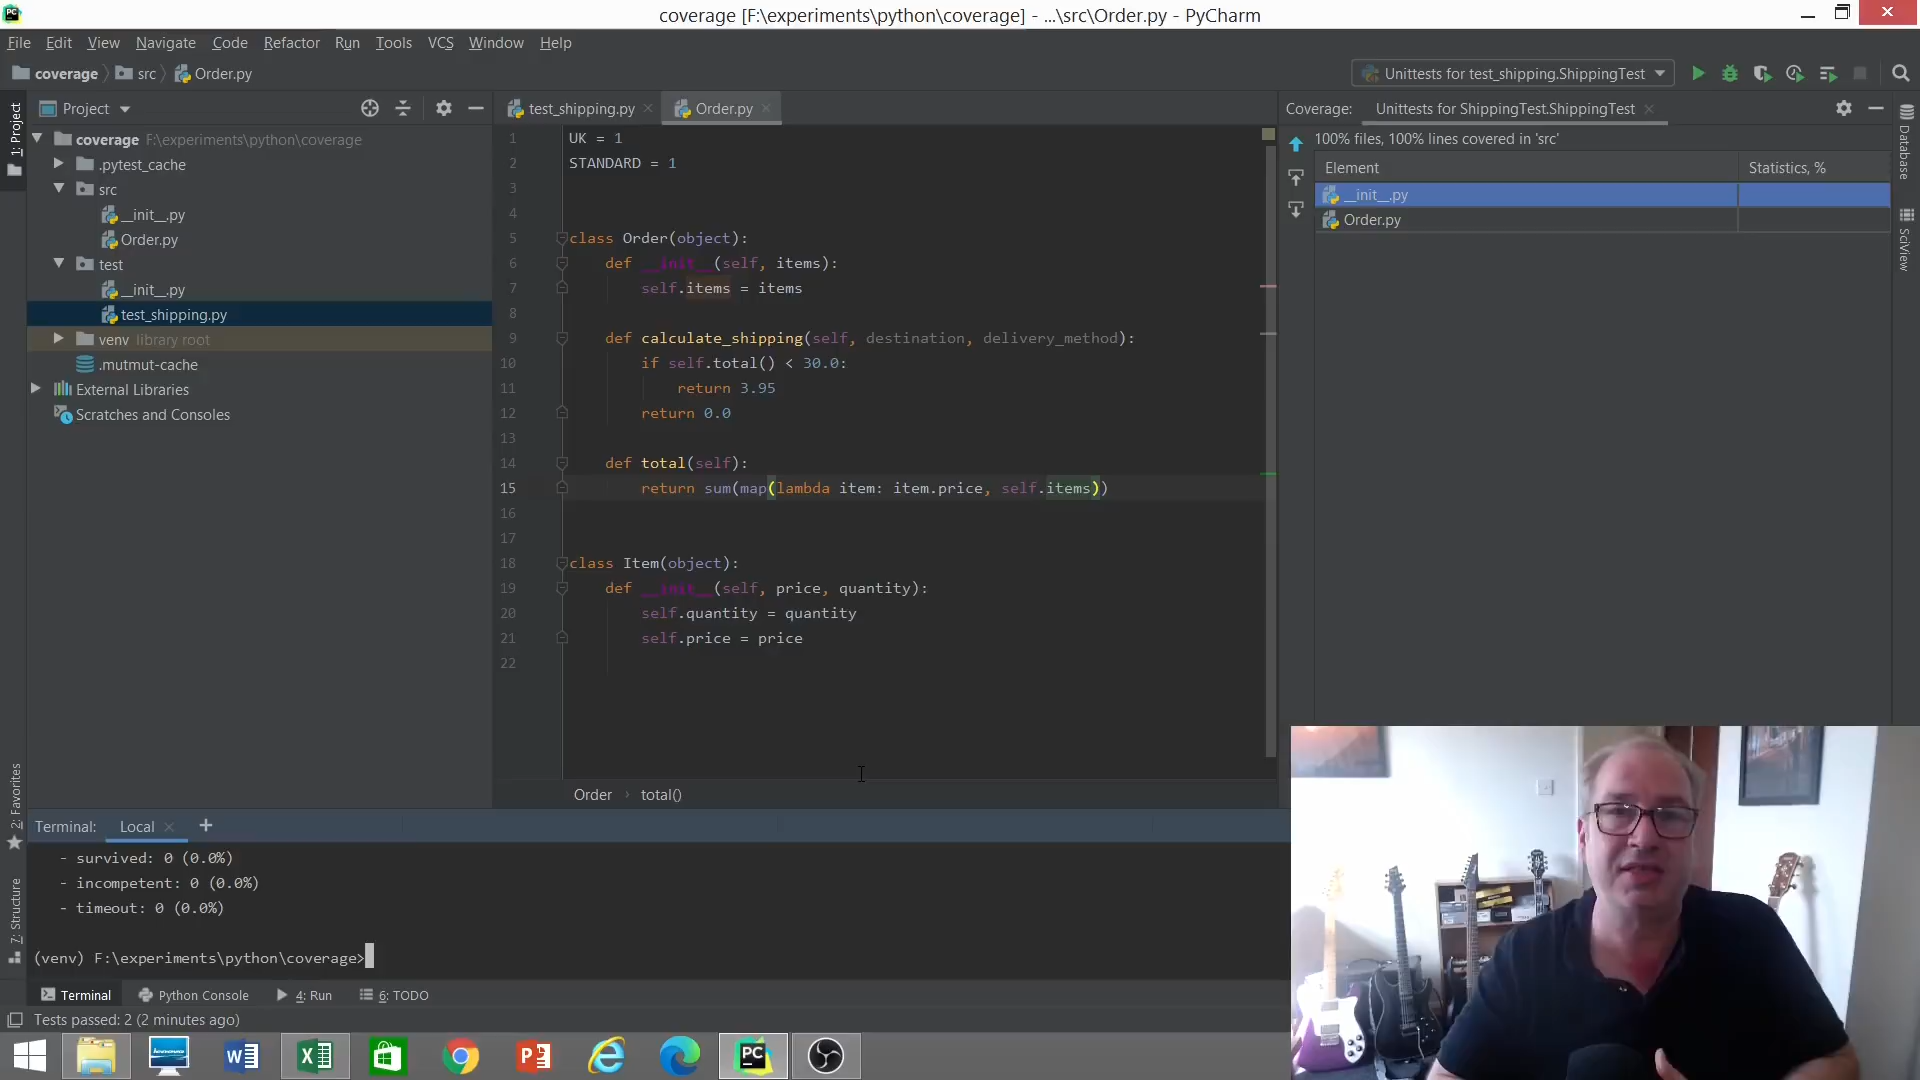 coverage [F:\experiments\python\coverage] - ...\src\Order.py - PyCharm
File Edit View Navigate Code Refactor Run Tools VCS Window Help
coverage src Order.py
Unittests for test_shipping.ShippingTest
1: Project
Project
coverage F:\experiments\python\coverage
.pytest_cache
src
__init__.py
Order.py
test
__init__.py
test_shipping.py
venv library root
.mutmut-cache
External Libraries
Scratches and Consoles
test_shipping.py Order.py
1 UK = 1
2 STANDARD = 1
3
4
5 class Order(object):
6 def __init__(self, items):
7 self.items = items
8
9 def calculate_shipping(self, destination, delivery_method):
10 if self.total() < 30.0:
11 return 3.95
12 return 0.0
13
14 def total(self):
15 return sum(map(lambda item: item.price, self.items))
16
17
18 class Item(object):
19 def __init__(self, price, quantity):
20 self.quantity = quantity
21 self.price = price
22
Order › total()
Coverage: Unittests for ShippingTest.ShippingTest
100% files, 100% lines covered in 'src'
Element Statistics, %
__init__.py
Order.py
Database
SciView
2: Favorites
7: Structure
Terminal: Local +
- survived: 0 (0.0%)
- incompetent: 0 (0.0%)
- timeout: 0 (0.0%)
(venv) F:\experiments\python\coverage>
Terminal Python Console 4: Run 6: TODO
Tests passed: 2 (2 minutes ago)